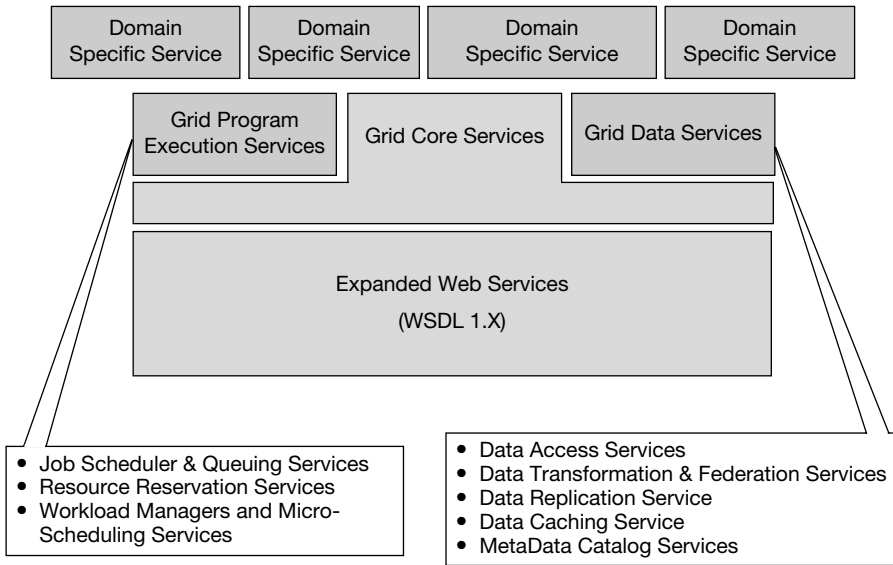 Domain
Specific Service
Domain
Specific Service
Domain
Specific Service
Domain
Specific Service
Grid Program
Execution Services
Grid Core Services
Grid Data Services
Expanded Web Services
(WSDL 1.X)
• Job Scheduler & Queuing Services
• Resource Reservation Services
• Workload Managers and Micro-
Scheduling Services
• Data Access Services
• Data Transformation & Federation Services
• Data Replication Service
• Data Caching Service
• MetaData Catalog Services